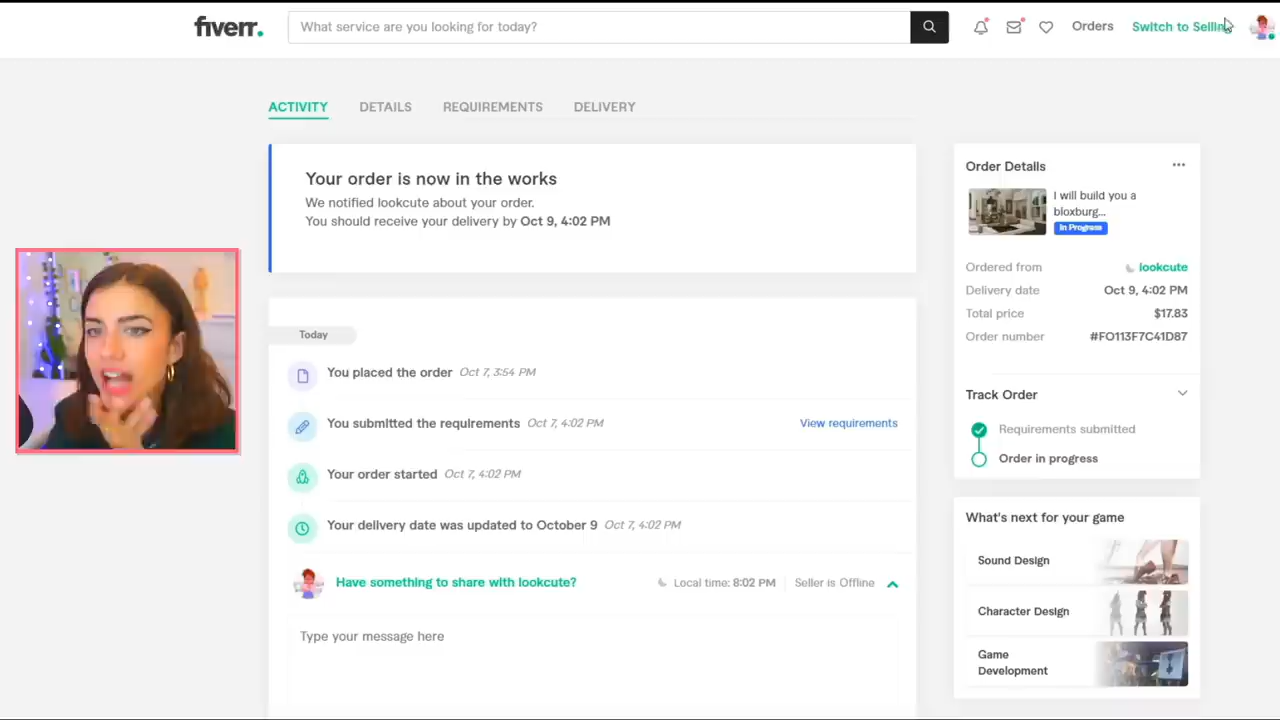 fiverr.
What service are you looking for today?
Orders
Switch to Selling
ACTIVITY
DETAILS
REQUIREMENTS
DELIVERY
Your order is now in the works
We notified lookcute about your order.
You should receive your delivery by Oct 9, 4:02 PM
Today
You placed the order Oct 7, 3:54 PM
You submitted the requirements Oct 7, 4:02 PM
View requirements
Your order started Oct 7, 4:02 PM
Your delivery date was updated to October 9 Oct 7, 4:02 PM
Have something to share with lookcute?
Local time: 8:02 PM
Seller is Offline
Type your message here
Order Details
I will build you a
bloxburg...
In Progress
Ordered from lookcute
Delivery date Oct 9, 4:02 PM
Total price $17.83
Order number #FO113F7C41D87
Track Order
Requirements submitted
Order in progress
What's next for your game
Sound Design
Character Design
Game
Development